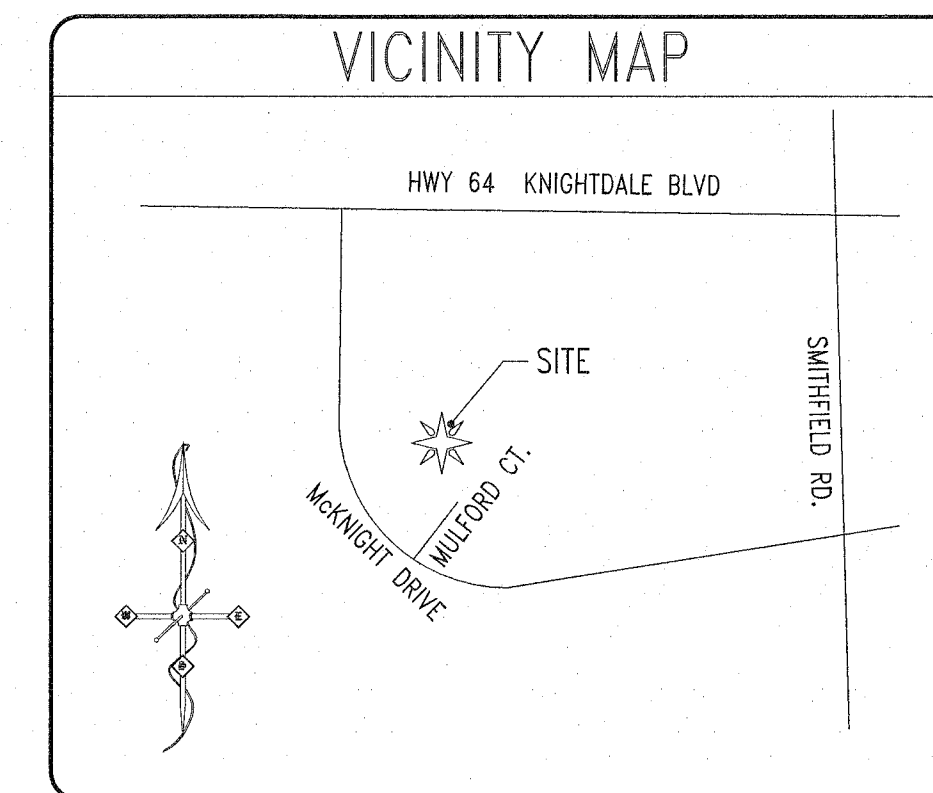 VICINITY MAP
HWY 64 KNIGHTDALE BLVD
SITE
SMITHFIELD RD.
MULFORD CT.
McKNIGHT DRIVE
N
E